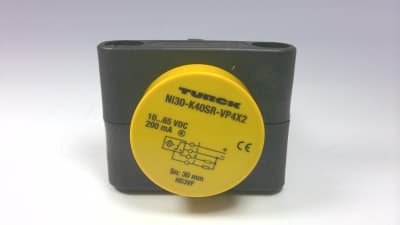 TURCK
NI30-K40SR-VP4X2
10...65 VDC
200 mA
CE
Sn: 30 mm